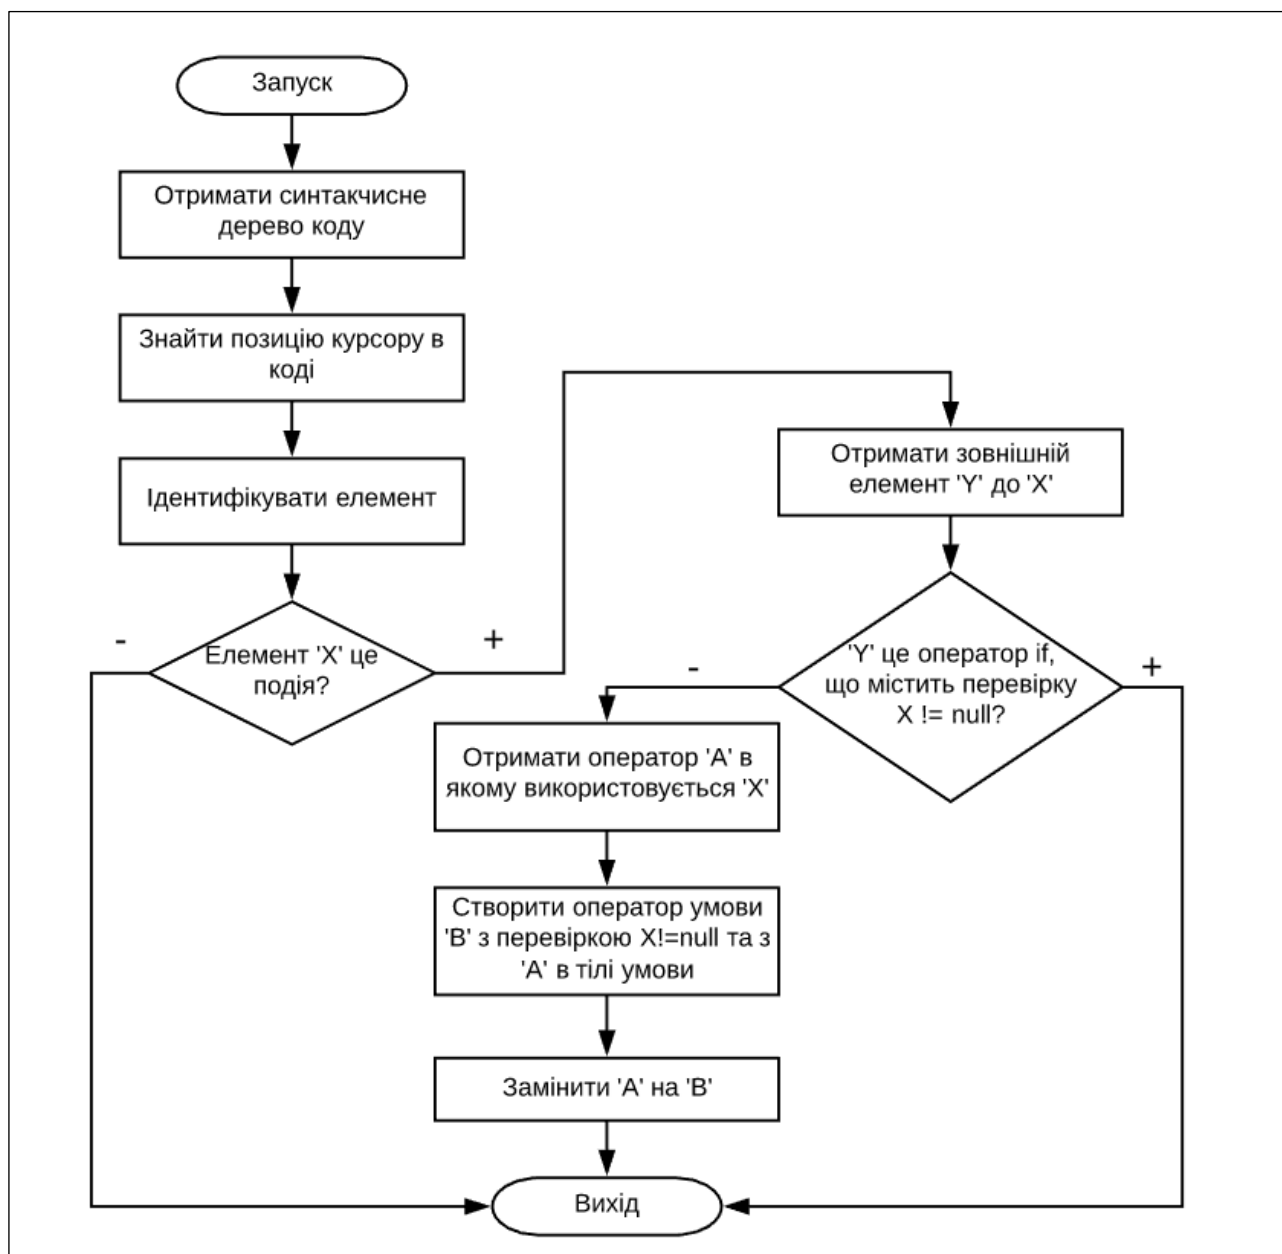 Запуск
Отримати синтакчисне
дерево коду
Знайти позицію курсору в
коді
Ідентифікувати елемент
Елемент 'X' це
подія?
-
+
Отримати зовнішній
елемент 'Y' до 'X'
'Y' це оператор if,
що містить перевірку
X != null?
-
+
Отримати оператор 'А' в
якому використовується 'X'
Створити оператор умови
'В' з перевіркою X!=null та з
'А' в тілі умови
Замінити 'А' на 'В'
Вихід